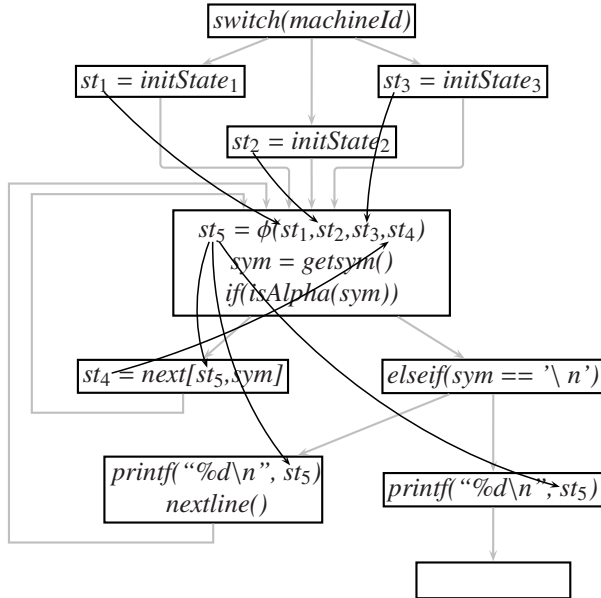 switch(machineId)
st1 = initState1
st3 = initState3
st2 = initState2
st5 = ϕ(st1,st2,st3,st4)
sym = getsym()
if(isAlpha(sym))
st4 = next[st5,sym]
elseif(sym == '\ n')
printf(“%d\n”, st5)
nextline()
printf(“%d\n”, st5)